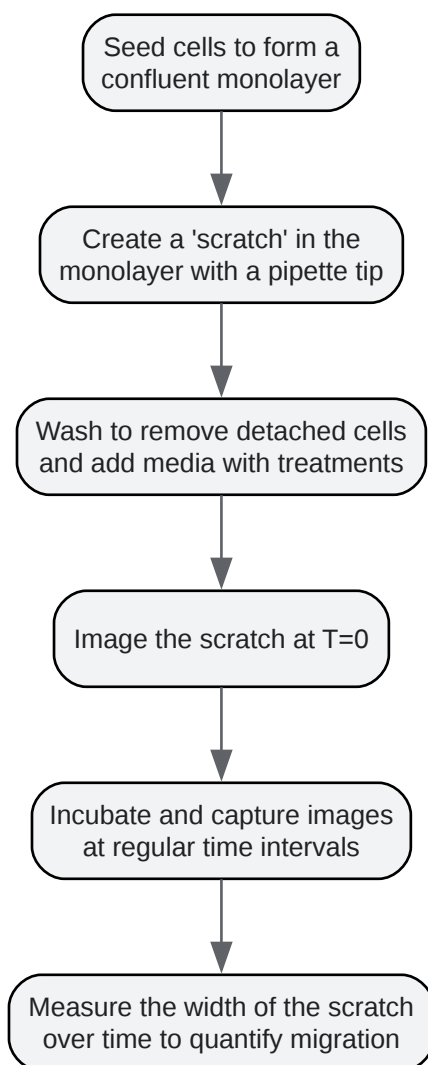 Seed cells to form a
confluent monolayer
Create a 'scratch' in the
monolayer with a pipette tip
Wash to remove detached cells
and add media with treatments
Image the scratch at T=0
Incubate and capture images
at regular time intervals
Measure the width of the scratch
over time to quantify migration